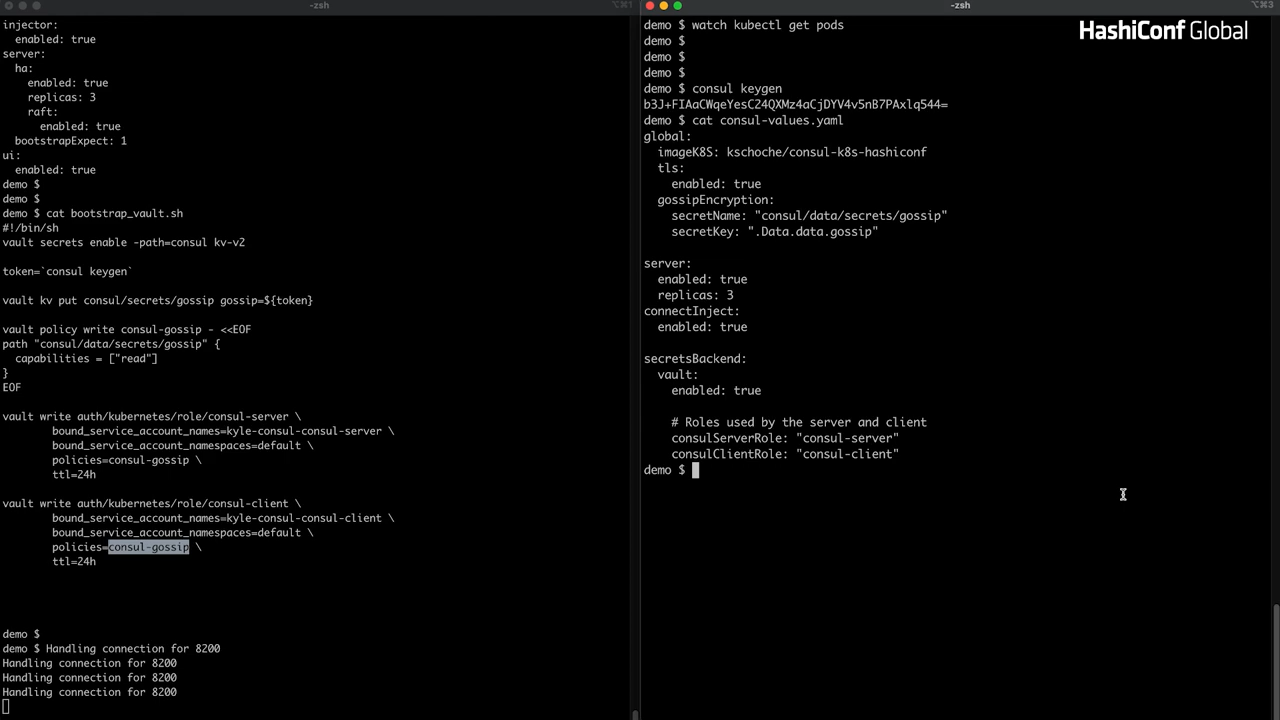 -zsh
⌥⌘1
injector:
  enabled: true
server:
  ha:
    enabled: true
    replicas: 3
    raft:
      enabled: true
  bootstrapExpect: 1
ui:
  enabled: true
demo $
demo $
demo $ cat bootstrap_vault.sh
#!/bin/sh
vault secrets enable -path=consul kv-v2
token=`consul keygen`
vault kv put consul/secrets/gossip gossip=${token}
vault policy write consul-gossip - <<EOF
path "consul/data/secrets/gossip" {
  capabilities = ["read"]
}
EOF
vault write auth/kubernetes/role/consul-server \
        bound_service_account_names=kyle-consul-consul-server \
        bound_service_account_namespaces=default \
        policies=consul-gossip \
        ttl=24h
vault write auth/kubernetes/role/consul-client \
        bound_service_account_names=kyle-consul-consul-client \
        bound_service_account_namespaces=default \
        policies=consul-gossip \
        ttl=24h
demo $
demo $ Handling connection for 8200
Handling connection for 8200
Handling connection for 8200
Handling connection for 8200
-zsh
⌥⌘3
HashiConf Global
demo $ watch kubectl get pods
demo $
demo $
demo $
demo $ consul keygen
b3J+FIAaCWqeYesC24QXMz4aCjDYV4v5nB7PAxlq544=
demo $ cat consul-values.yaml
global:
  imageK8S: kschoche/consul-k8s-hashiconf
  tls:
    enabled: true
  gossipEncryption:
    secretName: "consul/data/secrets/gossip"
    secretKey: ".Data.data.gossip"
server:
  enabled: true
  replicas: 3
connectInject:
  enabled: true
secretsBackend:
  vault:
    enabled: true
    # Roles used by the server and client
    consulServerRole: "consul-server"
    consulClientRole: "consul-client"
demo $